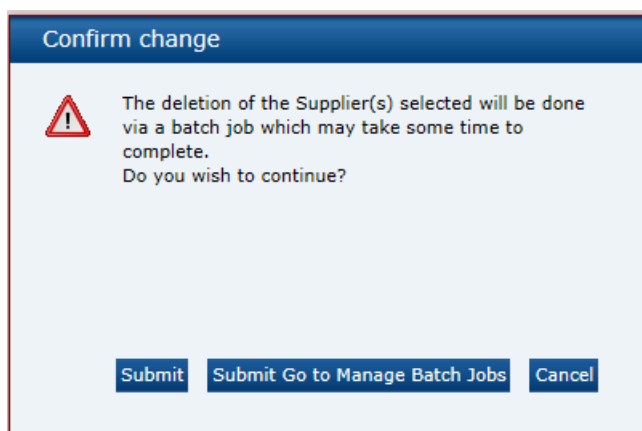 Confirm change
The deletion of the Supplier(s) selected will be done
via a batch job which may take some time to
complete.
Do you wish to continue?
Submit
Submit Go to Manage Batch Jobs
Cancel